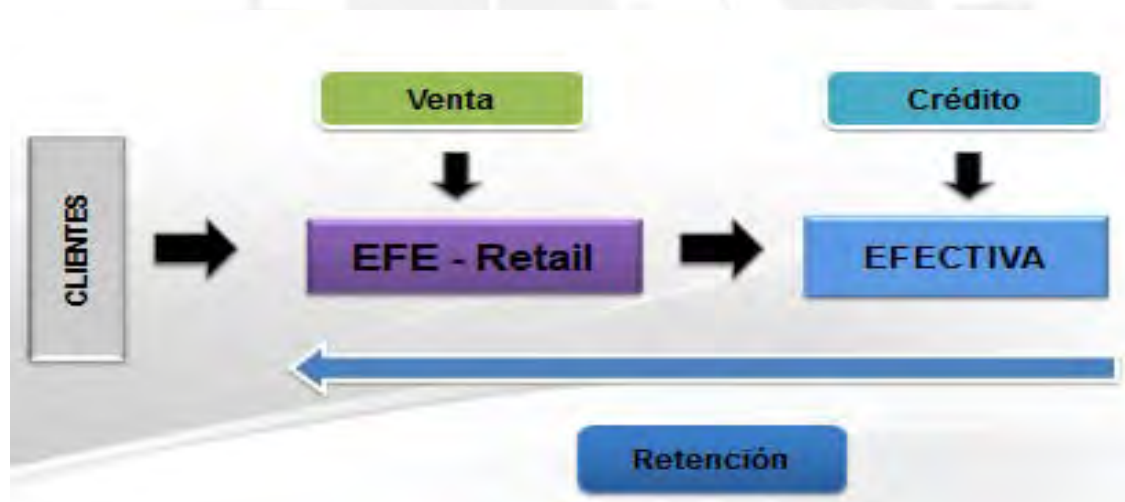 Venta
Crédito
CLIENTES
EFE - Retail
EFECTIVA
Retención